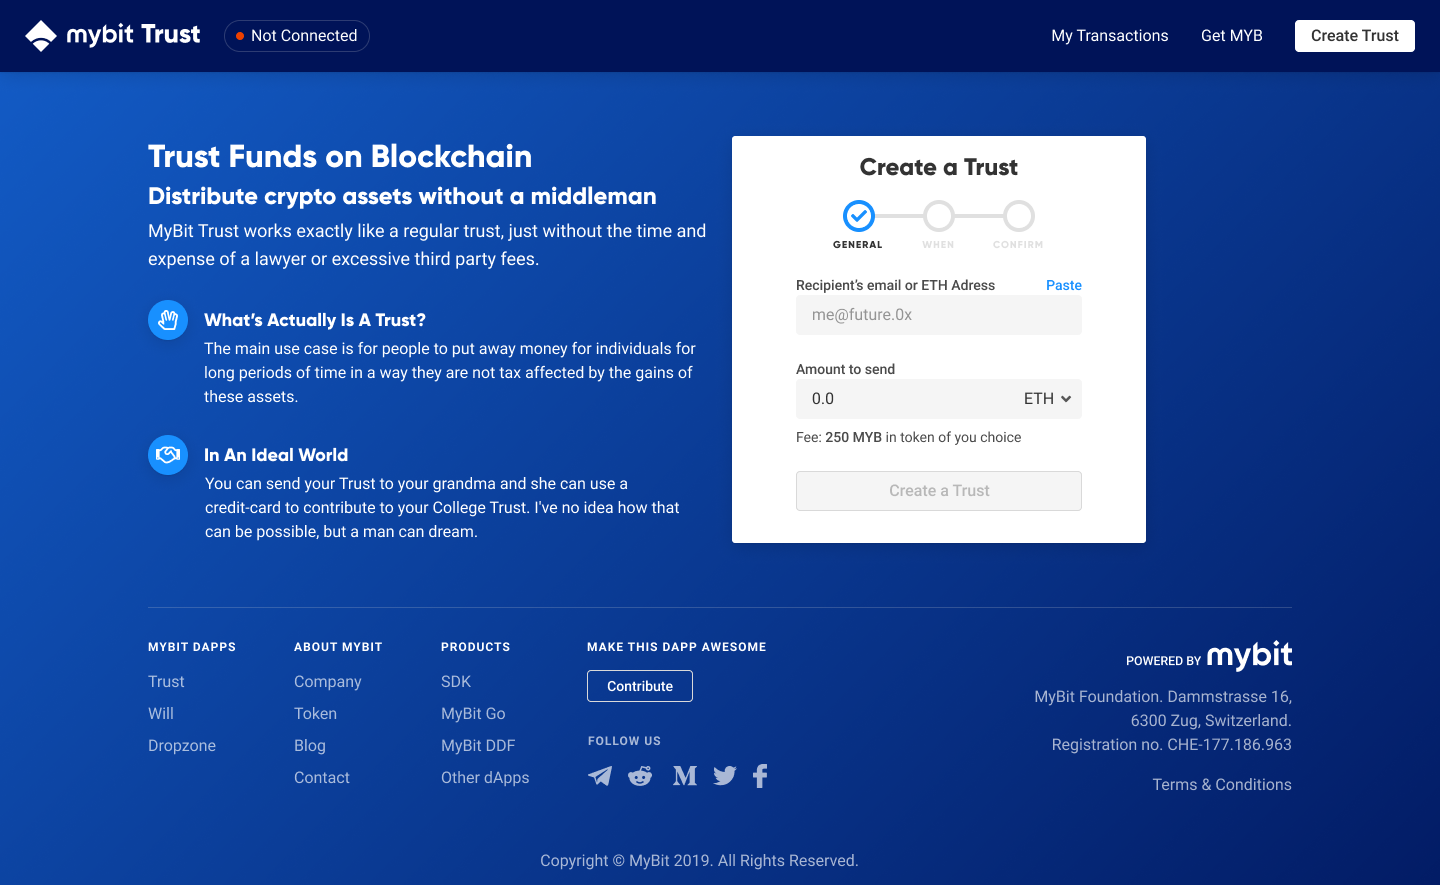 mybit Trust
Not Connected
My Transactions
Get MYB
Create Trust
Trust Funds on Blockchain
Distribute crypto assets without a middleman
MyBit Trust works exactly like a regular trust, just without the time and
expense of a lawyer or excessive third party fees.
What's Actually Is A Trust?
The main use case is for people to put away money for individuals for
long periods of time in a way they are not tax affected by the gains of
these assets.
In An Ideal World
You can send your Trust to your grandma and she can use a
credit-card to contribute to your College Trust. I've no idea how that
can be possible, but a man can dream.
Create a Trust
GENERAL
WHEN
CONFIRM
Recipient's email or ETH Adress
Paste
me@future.0x
Amount to send
0.0
ETH
Fee: 250 MYB in token of you choice
Create a Trust
MYBIT DAPPS
Trust
Will
Dropzone
ABOUT MYBIT
Company
Token
Blog
Contact
PRODUCTS
SDK
MyBit Go
MyBit DDF
Other dApps
MAKE THIS DAPP AWESOME
Contribute
FOLLOW US
POWERED BY mybit
MyBit Foundation. Dammstrasse 16,
6300 Zug, Switzerland.
Registration no. CHE-177.186.963
Terms & Conditions
Copyright © MyBit 2019. All Rights Reserved.